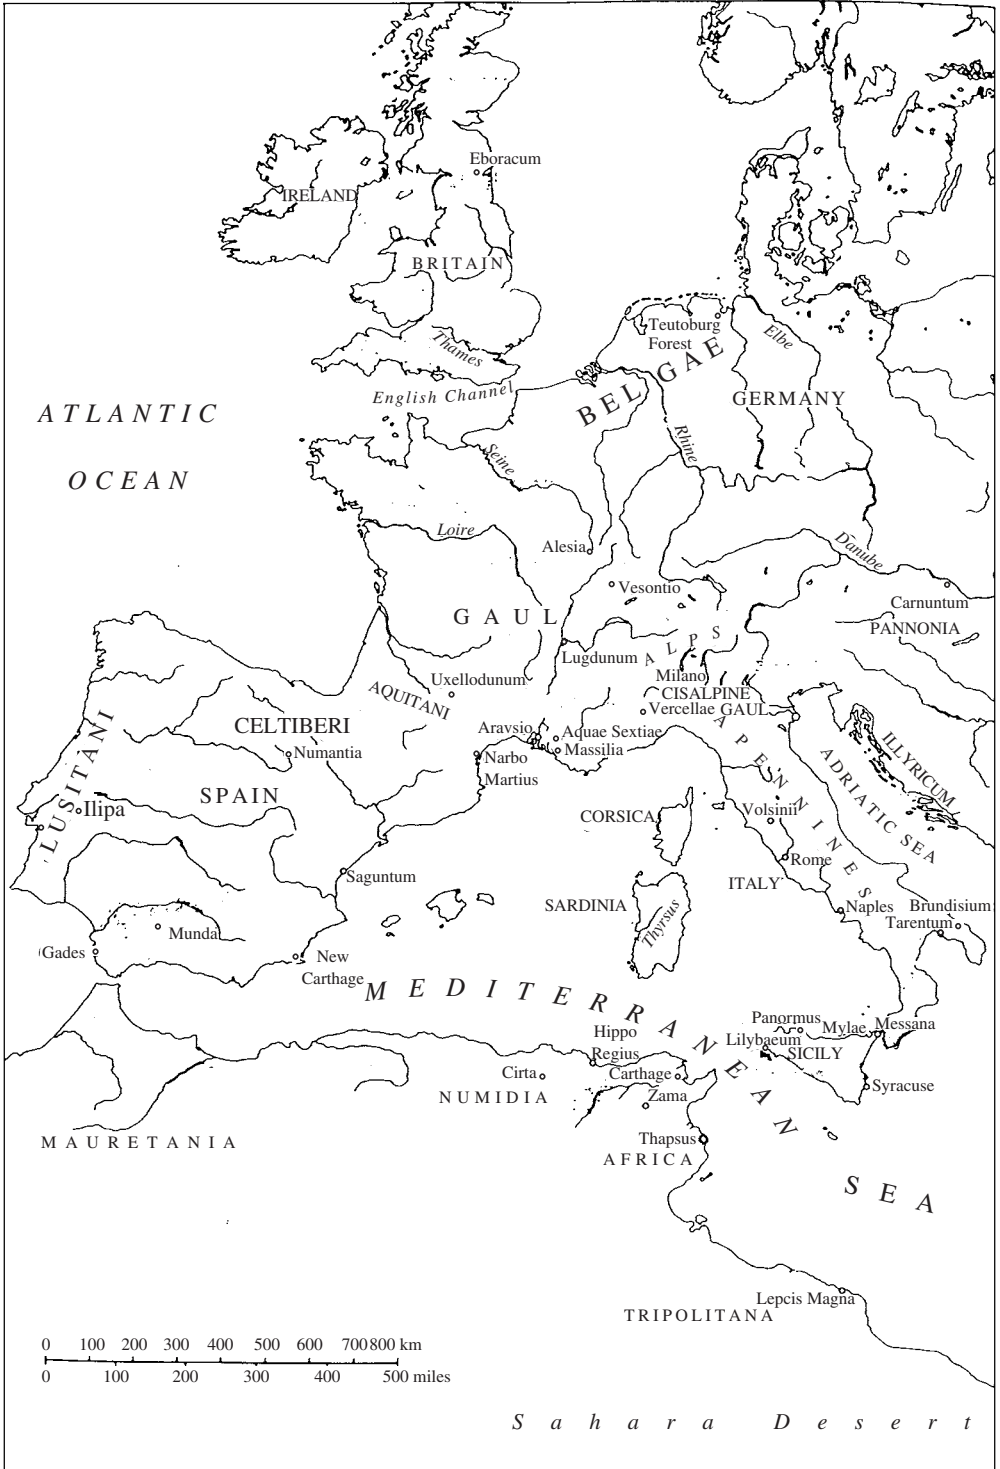 Eboracum
IRELAND
BRITAIN
Teutoburg
Forest
Elbe
Thames
BELGAE
English Channel
GERMANY
ATLANTIC
OCEAN
Rhine
Seine
Loire
Alesia
Danube
Vesontio
Carnuntum
PANNONIA
GAUL
ALPS
Lugdunum
Milano
Uxellodunum
AQUITANI
CISALPINE
GAUL
Vercellae
CELTIBERI
Numantia
Aravsio
Aquae Sextiae
Massilia
Narbo
Martius
APENNINES
ILLYRICUM
ADRIATIC SEA
LUSITANI
SPAIN
Ilipa
CORSICA
Volsinii
Rome
ITALY
Saguntum
SARDINIA
Thyrsus
Naples
Brundisium
Tarentum
Munda
Gades
New
Carthage
MEDITERRANEAN SEA
Panormus
Mylae
Messana
Lilybaeum
SICILY
Syracuse
Hippo
Regius
Cirta
Carthage
NUMIDIA
Zama
MAURETANIA
Thapsus
AFRICA
Lepcis Magna
TRIPOLITANA
0 100 200 300 400 500 600 700 800 km
0 100 200 300 400 500 miles
Sahara Desert